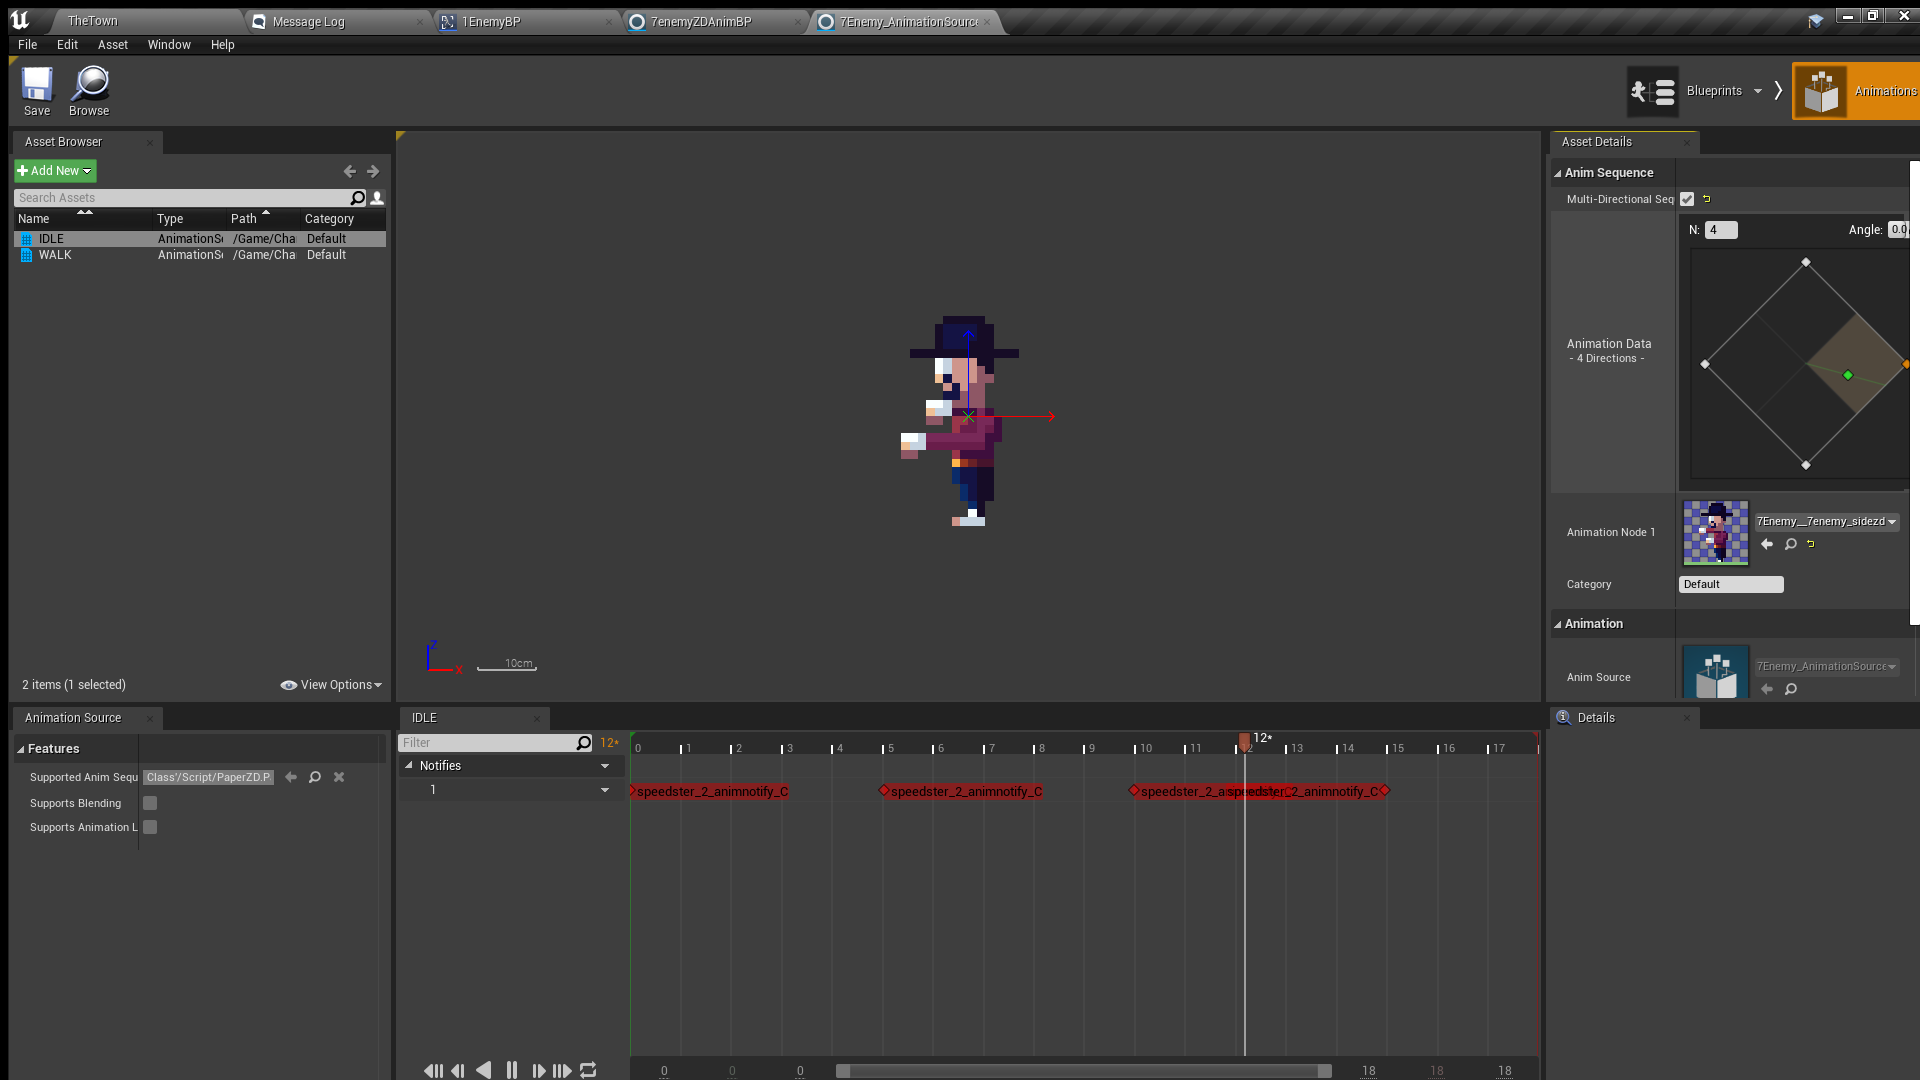 TheTown
Message Log
1EnemyBP
7enemyZDAnimBP
7Enemy_AnimationSource
File Edit Asset Window Help
Save
Browse
Blueprints
Animations
Asset Browser
Add New
Search Assets
Name Type Path Category
IDLE AnimationSe /Game/Cha Default
WALK AnimationSe /Game/Cha Default
2 items (1 selected)
View Options
Z
X
10cm
Asset Details
Anim Sequence
Multi-Directional Seq
N: 4 Angle: 0.0
Animation Data
- 4 Directions -
Animation Node 1
7Enemy__7enemy_sidezd
Category Default
Animation
Anim Source
7Enemy_AnimationSource
Animation Source
Features
Supported Anim Sequ Class'/Script/PaperZD.P
Supports Blending
Supports Animation L
IDLE
Filter
12*
Notifies
1
12*
0 1 2 3 4 5 6 7 8 9 10 11 12 13 14 15 16 17
speedster_2_animnotify_C
speedster_2_animnotify_C
speedster_2_a
speedster_2_animnotify_C
0 0 0 18 18 18
Details